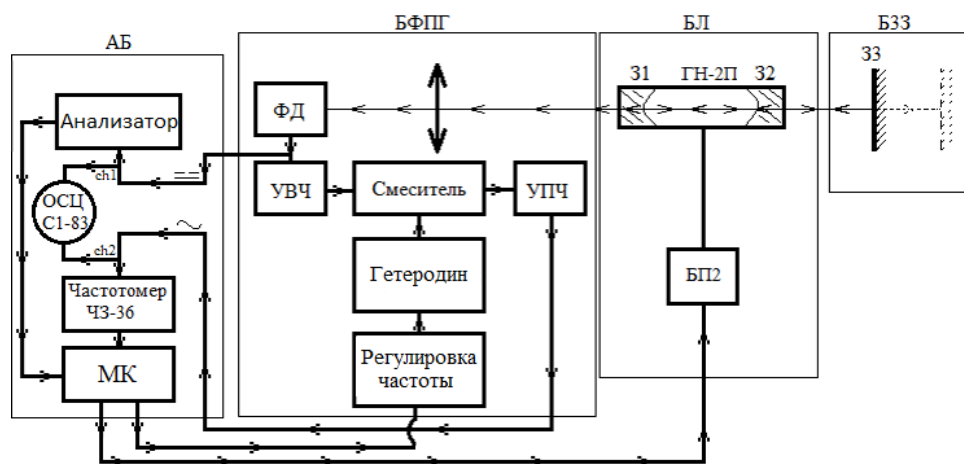 АБ
БФПГ
БЛ
БЗЗ
Анализатор
ch1
ОСЦ
С1-83
ch2
Частотомер
ЧЗ-36
МК
ФД
УВЧ
Смеситель
УПЧ
Гетеродин
Регулировка
частоты
З1
ГН-2П
З2
БП2
З3